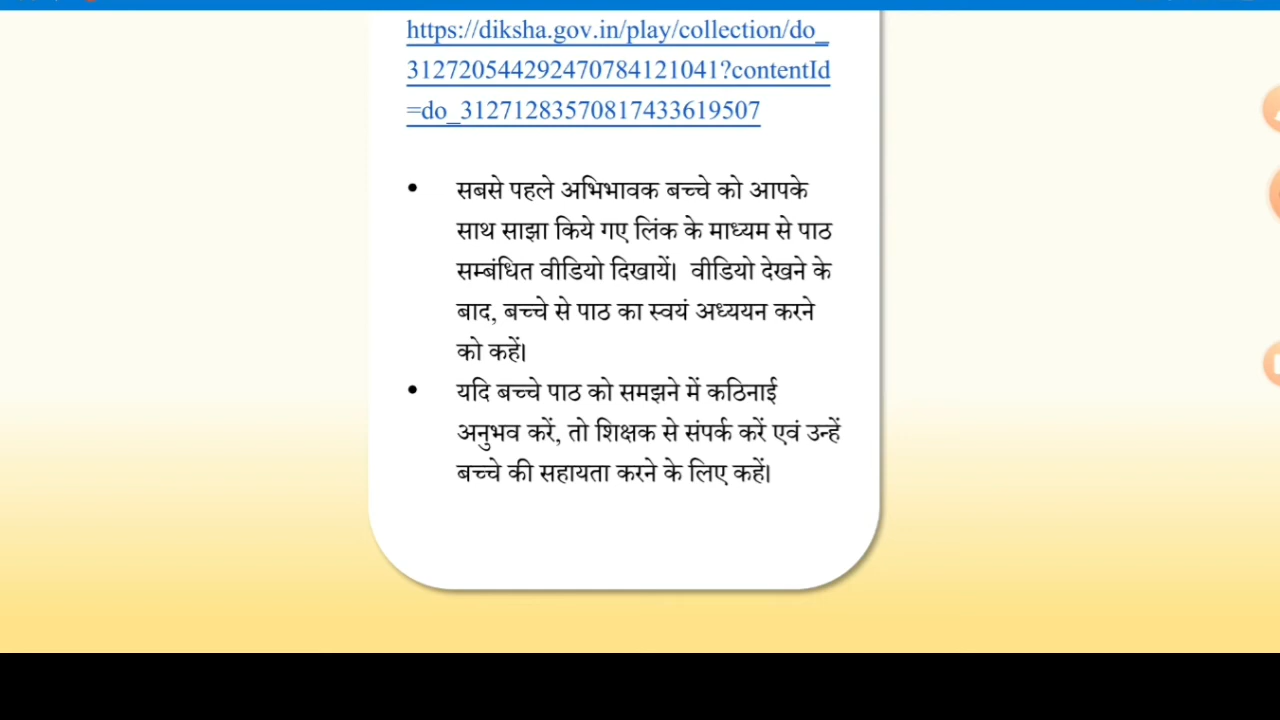 https://diksha.gov.in/play/collection/do_
31272054429247078412​1041?contentId
=do_31271283570817433619507
• सबसे पहले अभिभावक बच्चे को आपके
साथ साझा किये गए लिंक के माध्यम से पाठ
सम्बंधित वीडियो दिखायें। वीडियो देखने के
बाद, बच्चे से पाठ का स्वयं अध्ययन करने
को कहें।
• यदि बच्चे पाठ को समझने में कठिनाई
अनुभव करें, तो शिक्षक से संपर्क करें एवं उन्हें
बच्चे की सहायता करने के लिए कहें।